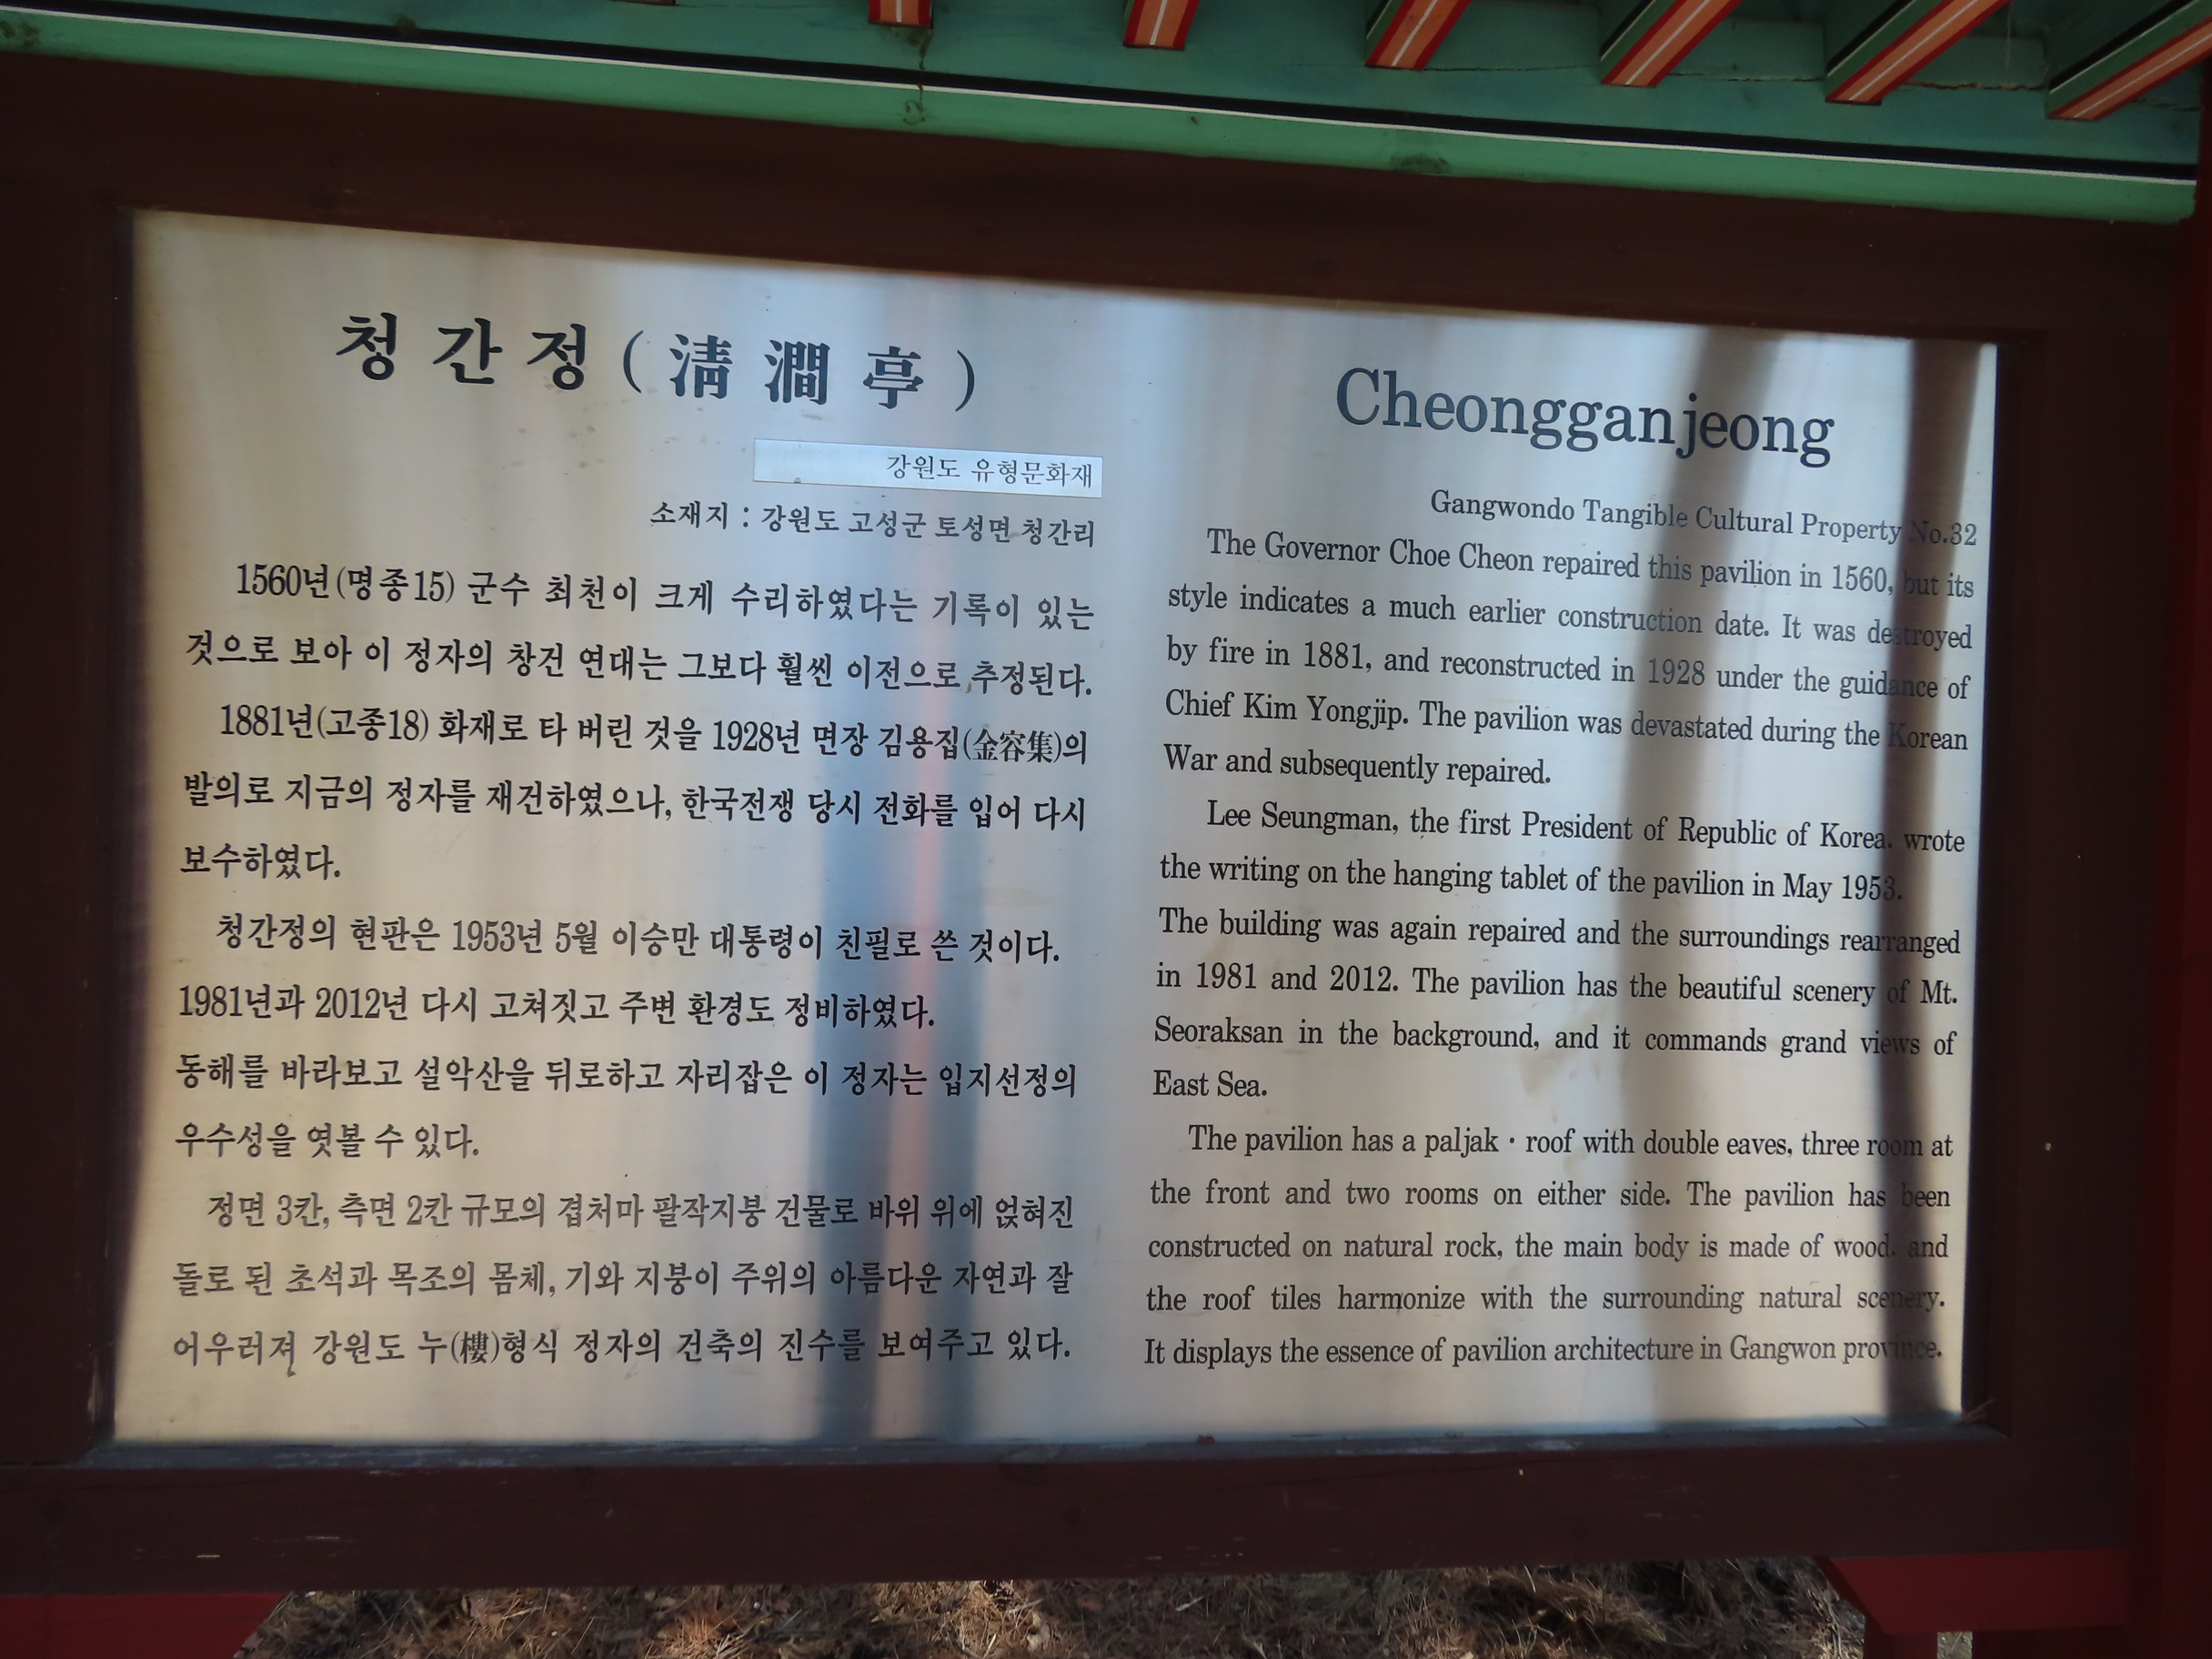 청간정(淸澗亭)
강원도 유형문화재
소재지 : 강원도 고성군 토성면 청간리
1560년(명종15) 군수 최천이 크게 수리하였다는 기록이 있는
것으로 보아 이 정자의 창건 연대는 그보다 훨씬 이전으로 추정된다.
1881년(고종18) 화재로 타 버린 것을 1928년 면장 김용집(金容集)의
발의로 지금의 정자를 재건하였으나, 한국전쟁 당시 전화를 입어 다시
보수하였다.
청간정의 현판은 1953년 5월 이승만 대통령이 친필로 쓴 것이다.
1981년과 2012년 다시 고쳐짓고 주변 환경도 정비하였다.
동해를 바라보고 설악산을 뒤로하고 자리잡은 이 정자는 입지선정의
우수성을 엿볼 수 있다.
정면 3칸, 측면 2칸 규모의 겹처마 팔작지붕 건물로 바위 위에 얹혀진
돌로 된 초석과 목조의 몸체, 기와 지붕이 주위의 아름다운 자연과 잘
어우러져 강원도 누(樓)형식 정자의 건축의 진수를 보여주고 있다.
Cheongganjeong
Gangwondo Tangible Cultural Property No.32
The Governor Choe Cheon repaired this pavilion in 1560, but its
style indicates a much earlier construction date. It was destroyed
by fire in 1881, and reconstructed in 1928 under the guidance of
Chief Kim Yongjip. The pavilion was devastated during the Korean
War and subsequently repaired.
Lee Seungman, the first President of Republic of Korea. wrote
the writing on the hanging tablet of the pavilion in May 1953.
The building was again repaired and the surroundings rearranged
in 1981 and 2012. The pavilion has the beautiful scenery of Mt.
Seoraksan in the background, and it commands grand views of
East Sea.
The pavilion has a paljak · roof with double eaves, three room at
the front and two rooms on either side. The pavilion has been
constructed on natural rock, the main body is made of wood. and
the roof tiles harmonize with the surrounding natural scenery.
It displays the essence of pavilion architecture in Gangwon province.